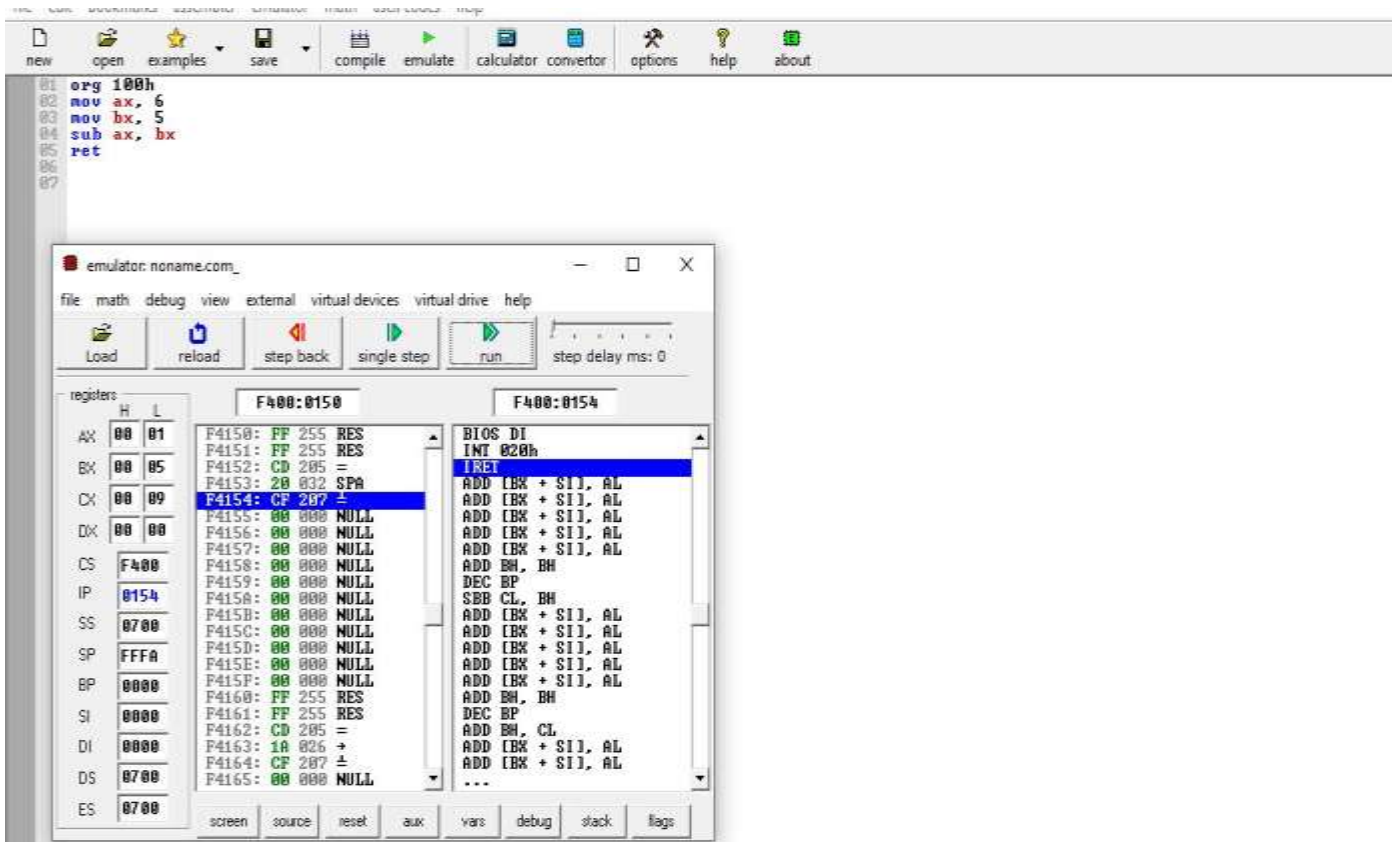 new open examples save compile emulate calculator convertor options help about
01 org 100h
02 mov ax, 6
03 mov bx, 5
04 sub ax, bx
05 ret
06
07
emulator: noname.com_
file math debug view external virtual devices virtual drive help
Load reload step back single step run step delay ms: 0
registers
H L
F400:0150 F400:0154
AX 00 01
BX 00 05
CX 00 09
DX 00 00
CS F400
IP 0154
SS 0700
SP FFFA
BP 0000
SI 0000
DI 0000
DS 0700
ES 0700
F4150: FF 255 RES
F4151: FF 255 RES
F4152: CD 205 =
F4153: 20 032 SPA
F4154: CF 207 ╧
F4155: 00 000 NULL
F4156: 00 000 NULL
F4157: 00 000 NULL
F4158: 00 000 NULL
F4159: 00 000 NULL
F415A: 00 000 NULL
F415B: 00 000 NULL
F415C: 00 000 NULL
F415D: 00 000 NULL
F415E: 00 000 NULL
F415F: 00 000 NULL
F4160: FF 255 RES
F4161: FF 255 RES
F4162: CD 205 =
F4163: 1A 026 →
F4164: CF 207 ╧
F4165: 00 000 NULL
BIOS DI
INT 020h
IRET
ADD [BX + SI], AL
ADD [BX + SI], AL
ADD [BX + SI], AL
ADD [BX + SI], AL
ADD [BX + SI], AL
ADD BH, BH
DEC BP
SBB CL, BH
ADD [BX + SI], AL
ADD [BX + SI], AL
ADD [BX + SI], AL
ADD [BX + SI], AL
ADD [BX + SI], AL
ADD BH, BH
DEC BP
ADD BH, CL
ADD [BX + SI], AL
ADD [BX + SI], AL
...
screen source reset aux vars debug stack flags